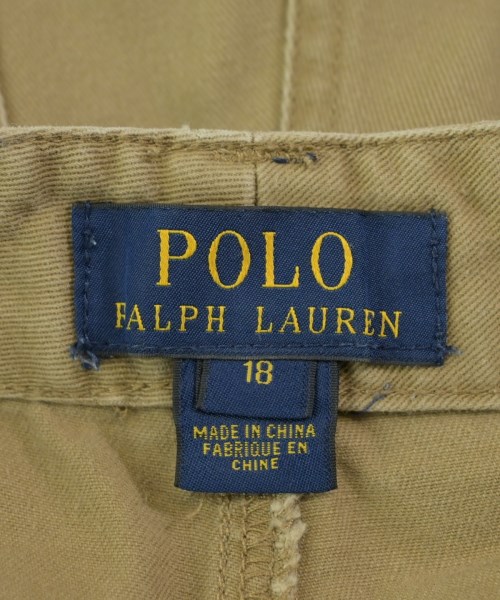 POLO
RALPH LAUREN
18
MADE IN CHINA
FABRIQUE EN
CHINE